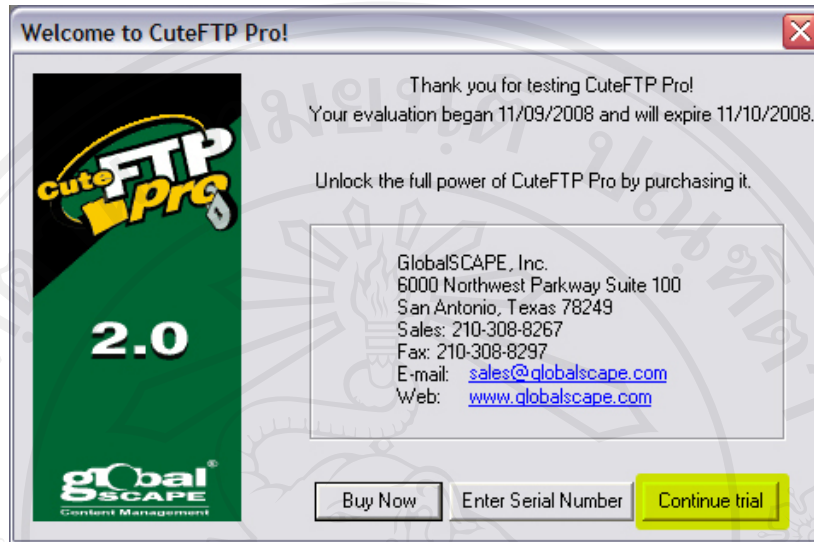 Welcome to CuteFTP Pro!
Thank you for testing CuteFTP Pro!
Your evaluation began 11/09/2008 and will expire 11/10/2008.
Unlock the full power of CuteFTP Pro by purchasing it.
cute FTP
Pro
2.0
GlobalSCAPE, Inc.
6000 Northwest Parkway Suite 100
San Antonio, Texas 78249
Sales: 210-308-8267
Fax: 210-308-8297
E-mail: sales@globalscape.com
Web: www.globalscape.com
global®
SCAPE
Content Management
Buy Now Enter Serial Number Continue trial